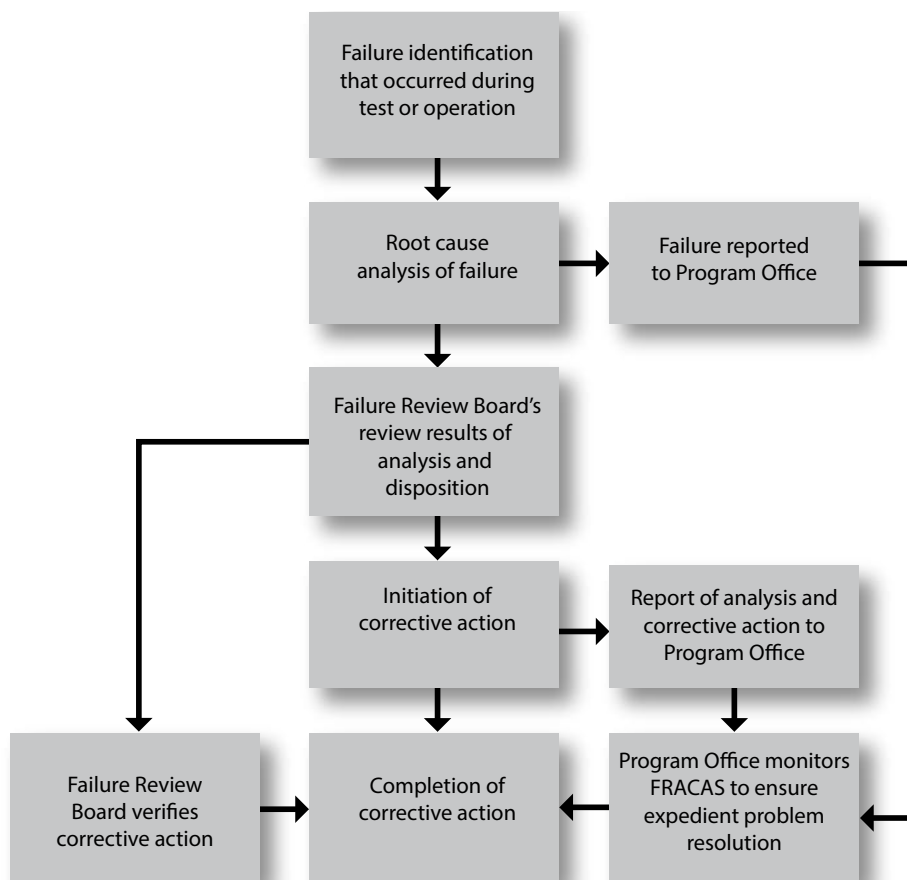 Failure identification
that occurred during
test or operation
Root cause
analysis of failure
Failure reported
to Program Office
Failure Review Board’s
review results of
analysis and
disposition
Initiation of
corrective action
Report of analysis and
corrective action to
Program Office
Failure Review
Board verifies
corrective action
Completion of
corrective action
Program Office monitors
FRACAS to ensure
expedient problem
resolution